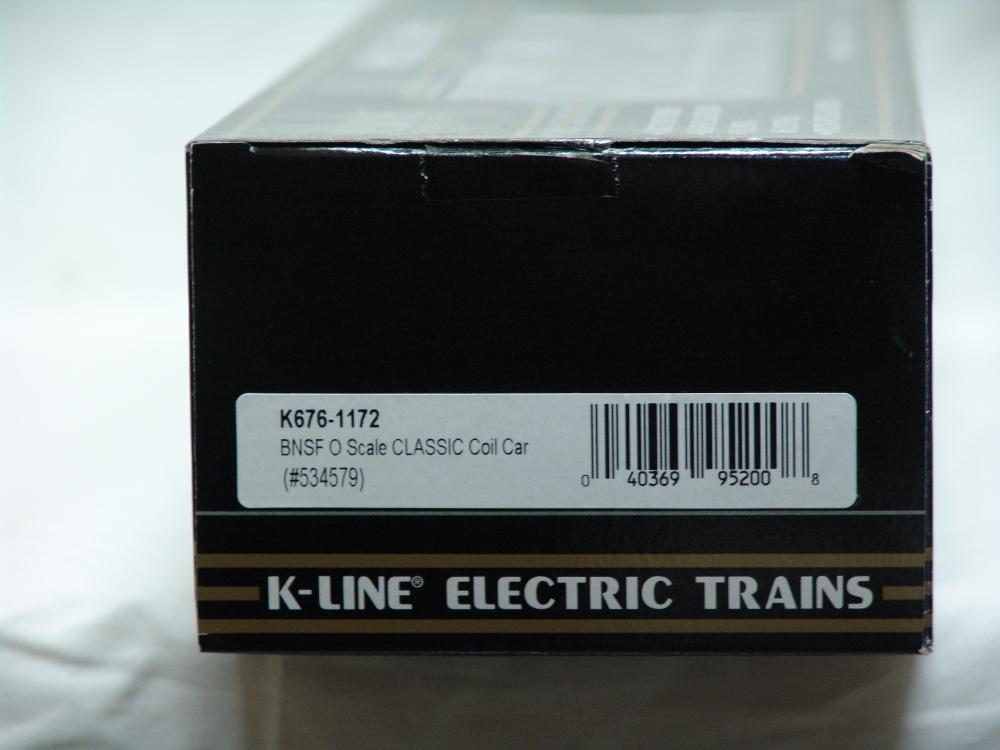 K676-1172
BNSF O Scale CLASSIC Coil Car
(#534579)
0 40369 95200 8
K-LINE® ELECTRIC TRAINS